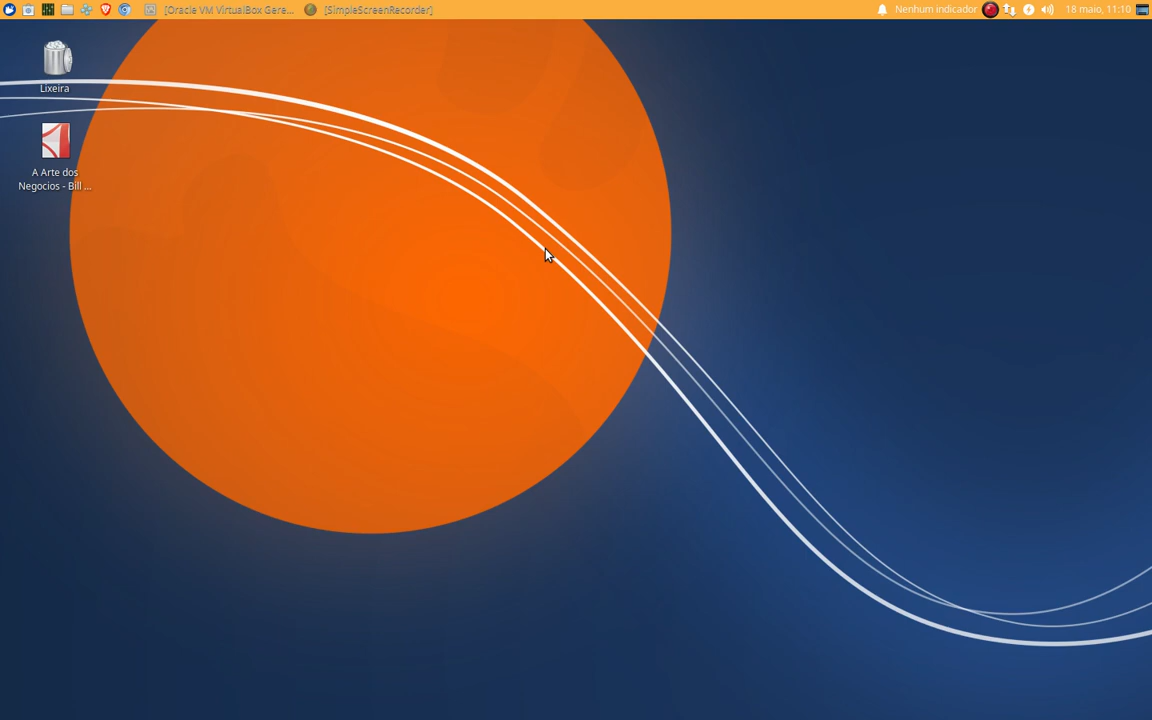 [Oracle VM VirtualBox Gere... [SimpleScreenRecorder] Nenhum indicador 18 maio, 11:10
Lixeira
A Arte dos
Negocios - Bill ...